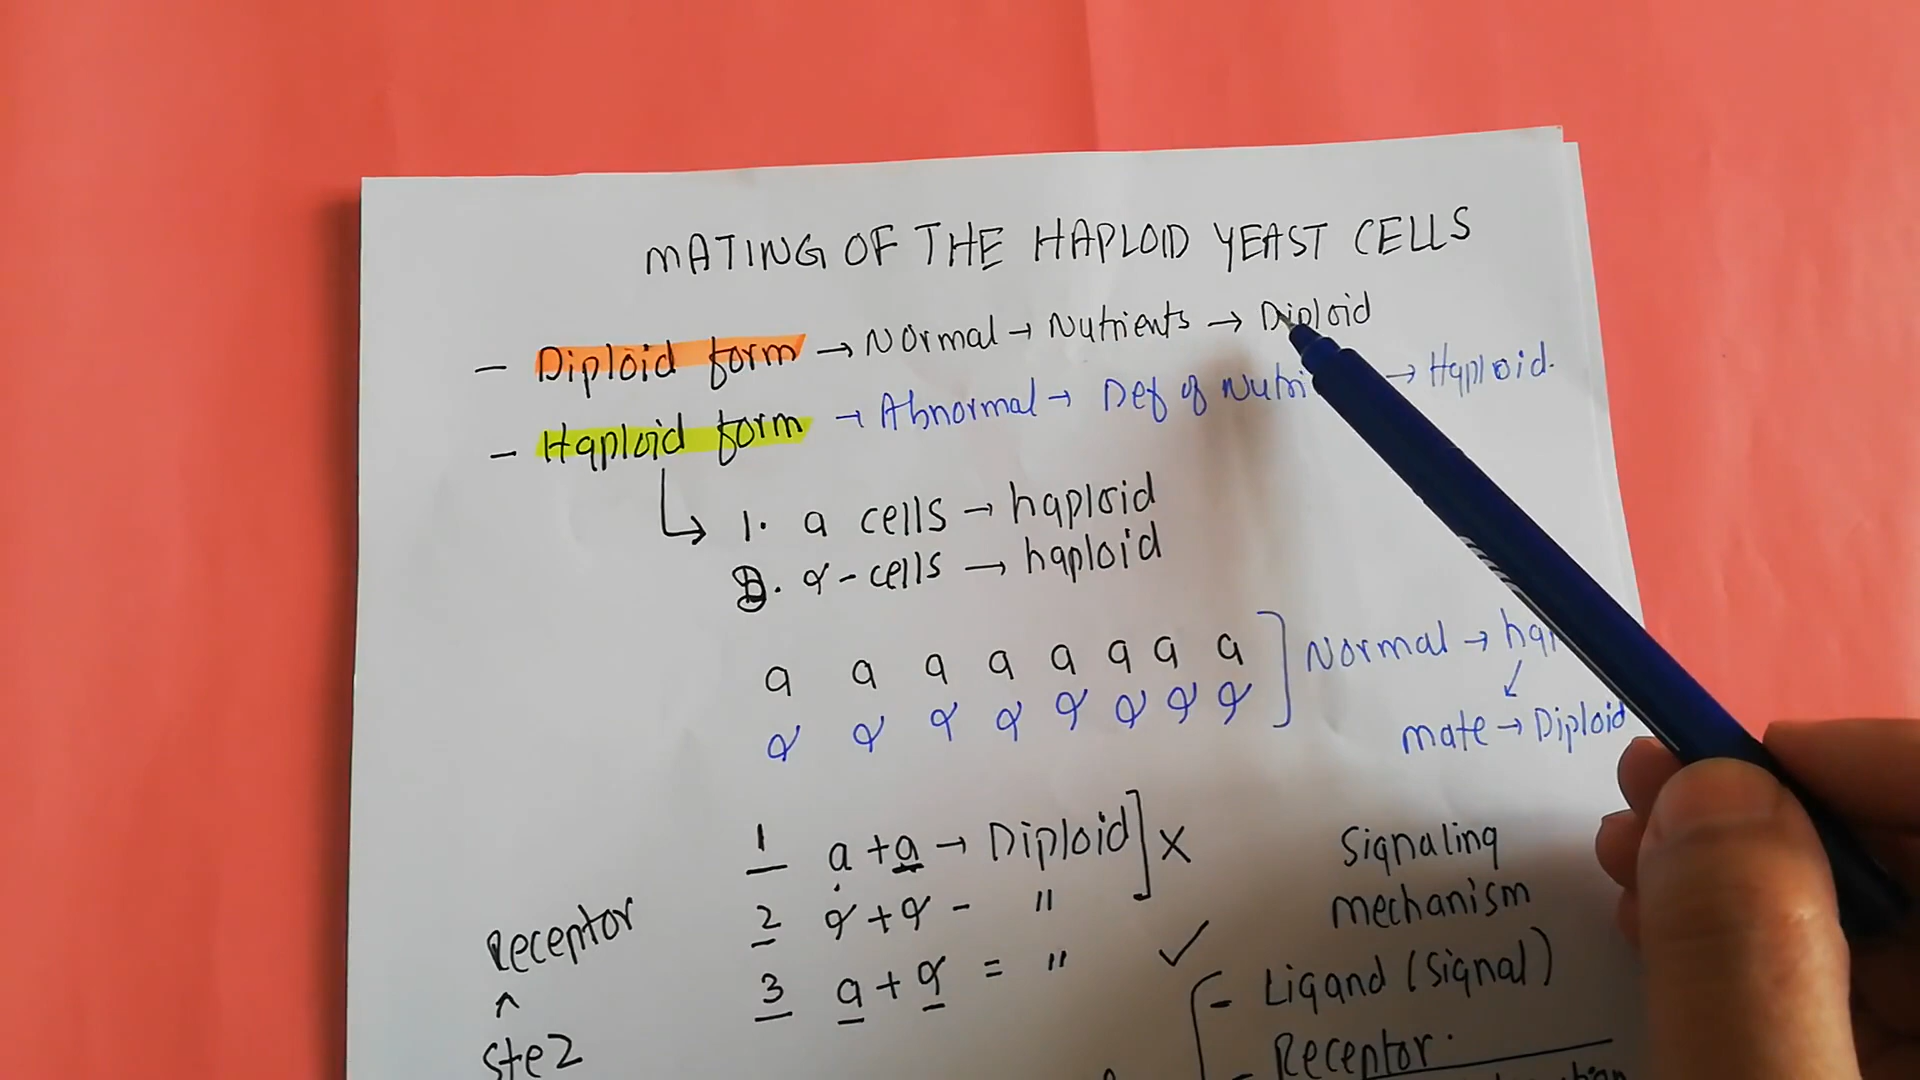 MATING OF THE HAPLOID YEAST CELLS
- Diploid form → Normal → Nutrients → Diploid
- Haploid form → Abnormal → Def of Nutri → Haploid.
1. a cells → haploid
α-cells → haploid
a a a a a a a a ] Normal →
α α α α α α α α
mate → Diploid
1 a + a → Diploid ] X
2 α + α - "
3 a + α = " ✓
Signaling
mechanism
- Ligand (signal)
- Receptor.
Receptor
^
Ste2